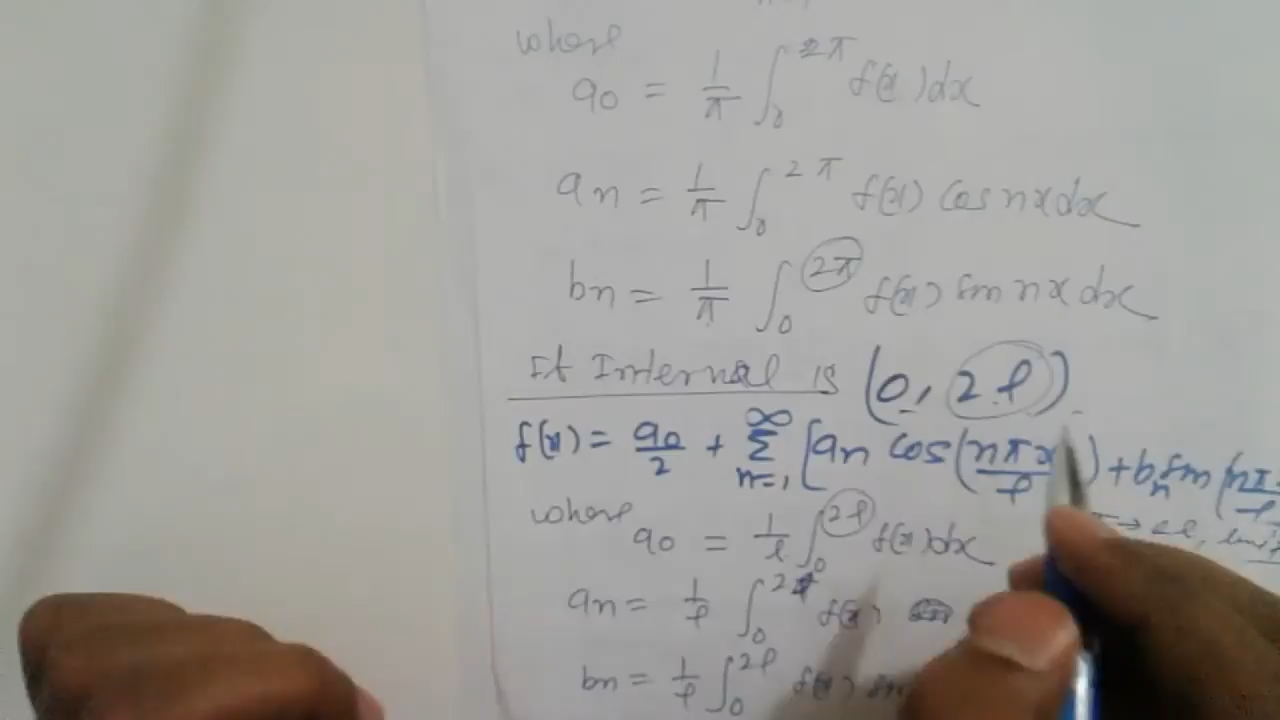 where
a0 = 1/π ∫₀^2π f(x) dx
an = 1/π ∫₀^2π f(x) cos nx dx
bn = 1/π ∫₀^2π f(x) sin nx dx
If Interval is (0, 2l)
f(x) = a0/2 + Σ n=1 ∞ [an cos(nπx/l) + bn sin(nπ
where
a0 = 1/l ∫₀^2l f(x) dx
an = 1/l ∫₀^2l f(x)
bn = 1/l ∫₀^2l f(x)